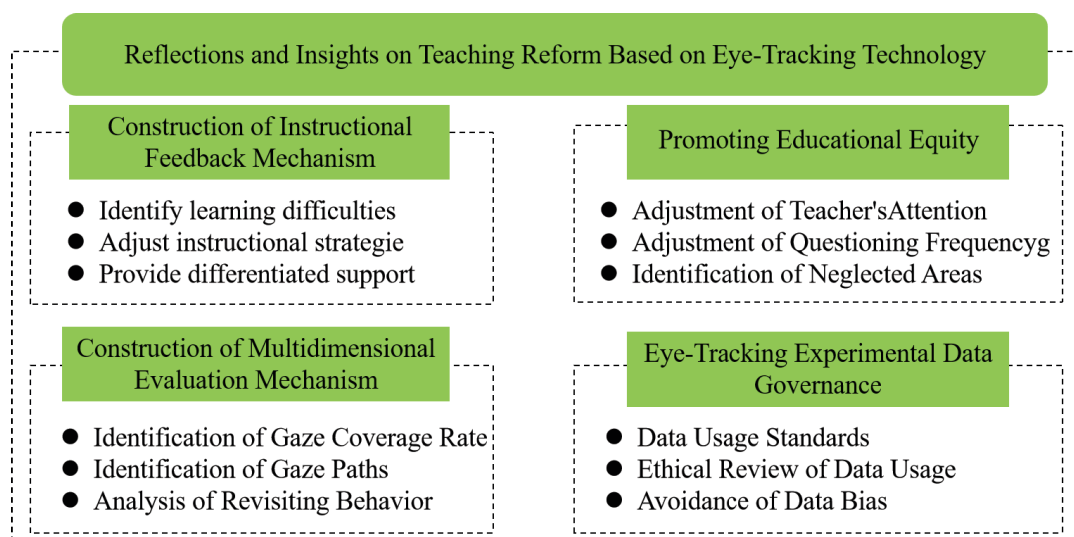 Reflections and Insights on Teaching Reform Based on Eye-Tracking Technology
Construction of Instructional
Feedback Mechanism
● Identify learning difficulties
● Adjust instructional strategie
● Provide differentiated support
Promoting Educational Equity
● Adjustment of Teacher'sAttention
● Adjustment of Questioning Frequencyg
● Identification of Neglected Areas
Construction of Multidimensional
Evaluation Mechanism
● Identification of Gaze Coverage Rate
● Identification of Gaze Paths
● Analysis of Revisiting Behavior
Eye-Tracking Experimental Data
Governance
● Data Usage Standards
● Ethical Review of Data Usage
● Avoidance of Data Bias